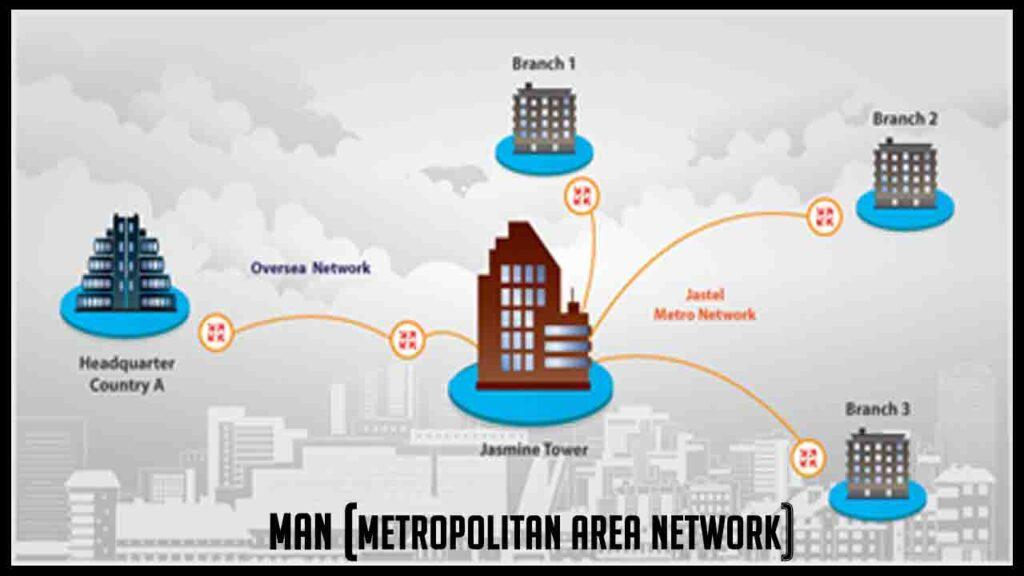 Branch 1
Branch 2
Oversea Network
Jastel
Metro Network
Headquarter
Country A
Branch 3
Jasmine Tower
MAN (METROPOLITAN AREA NETWORK)